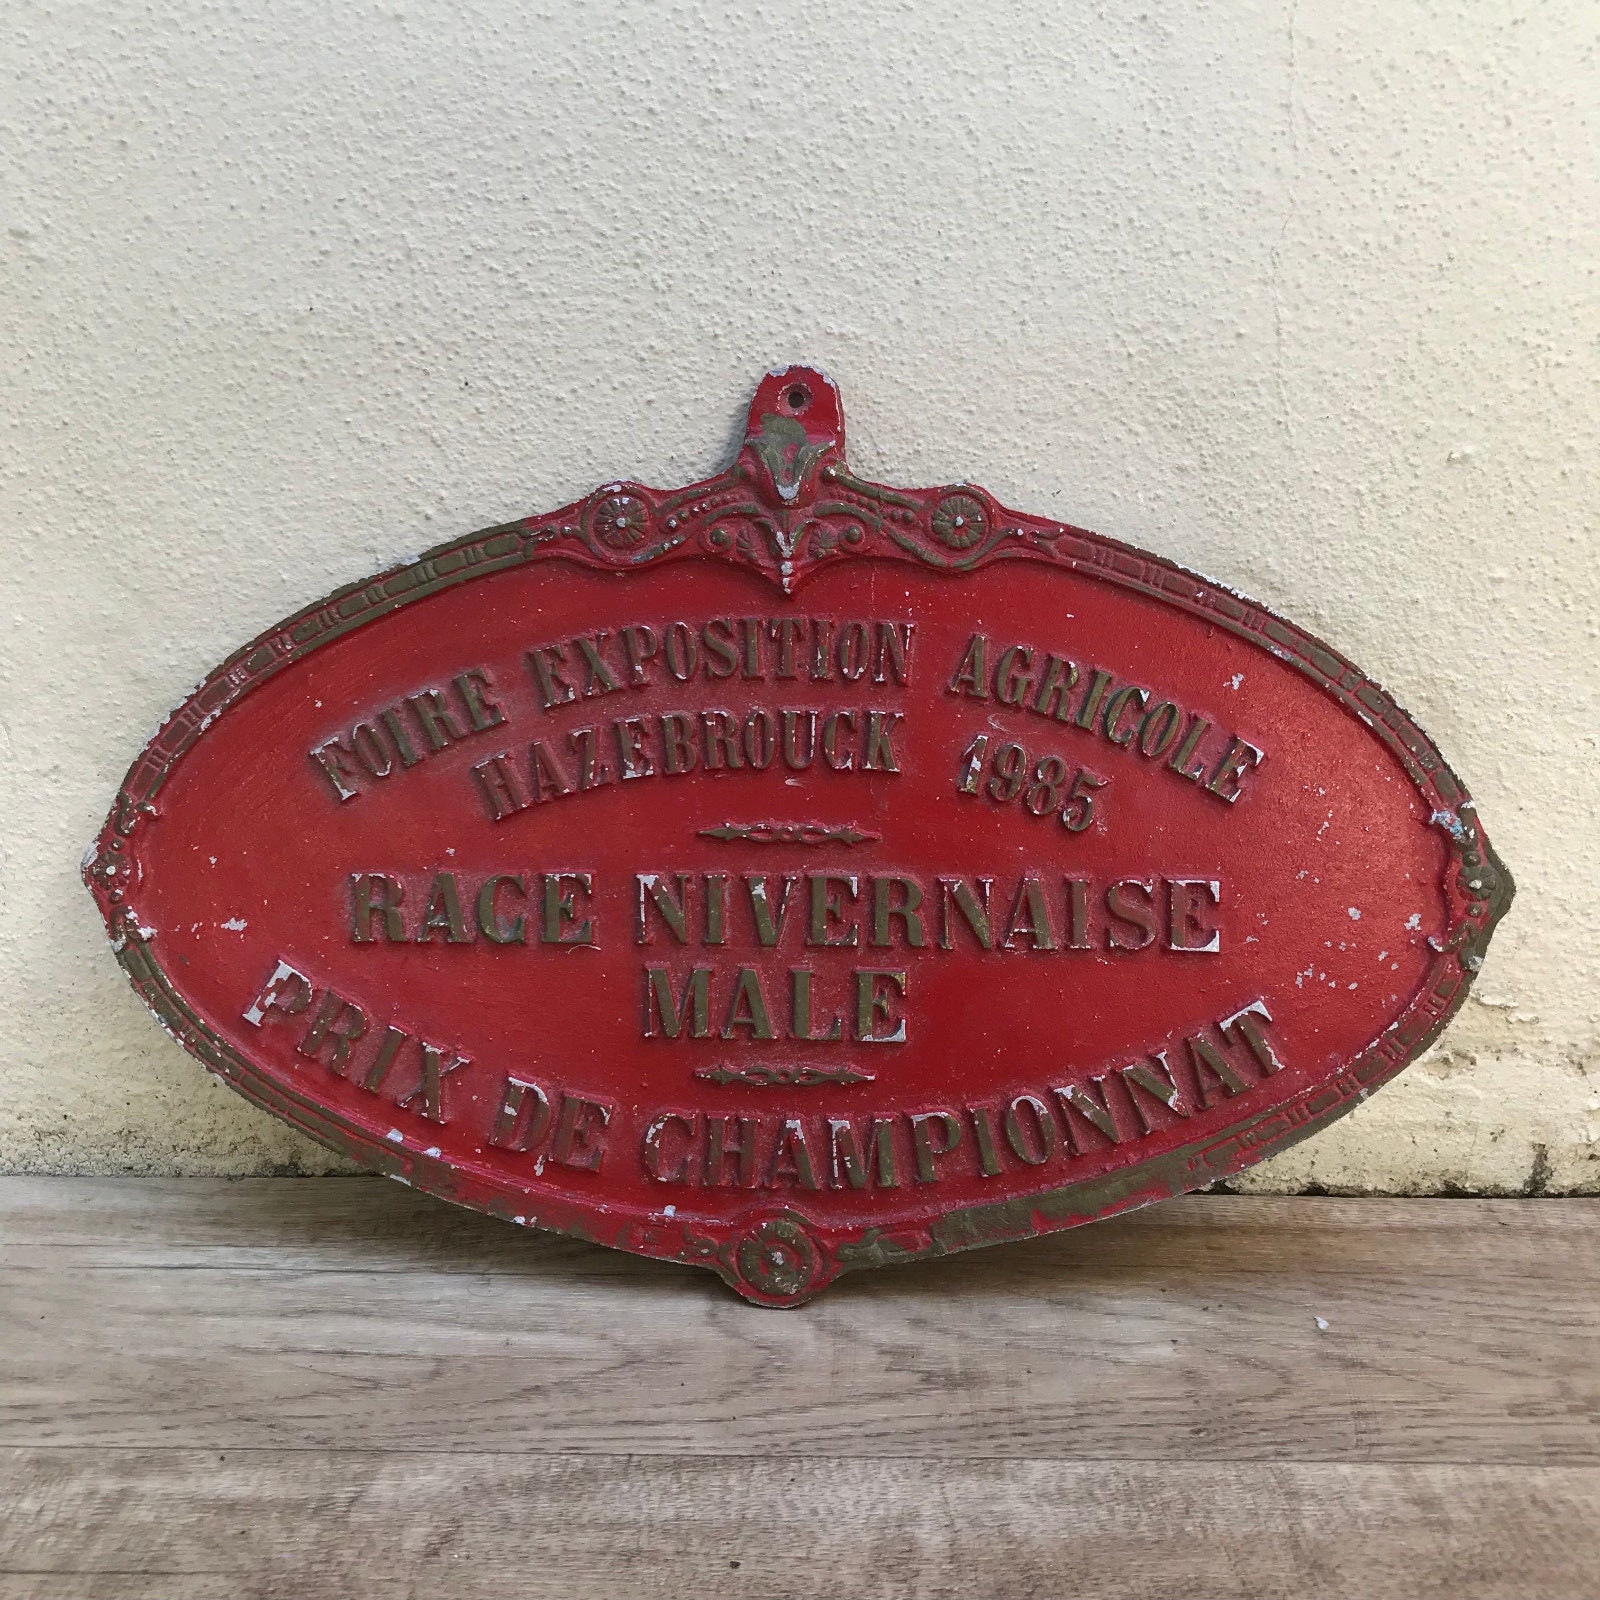 FOIRE EXPOSITION AGRICOLE
HAZEBROUCK 1985
RACE NIVERNAISE
MALE
PRIX DE CHAMPIONNAT